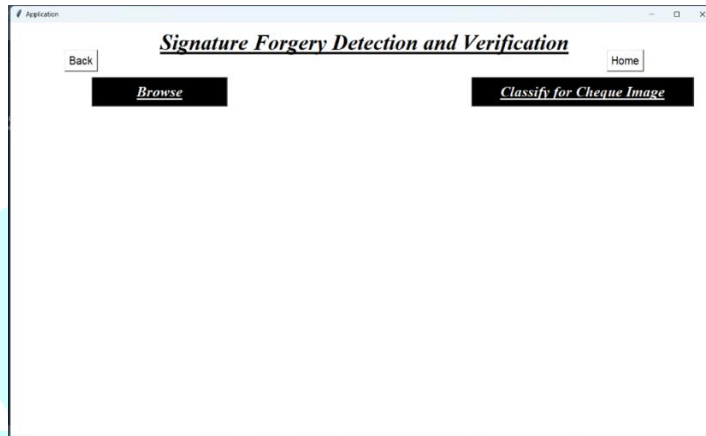 Application
Signature Forgery Detection and Verification
Back
Home
Browse
Classify for Cheque Image